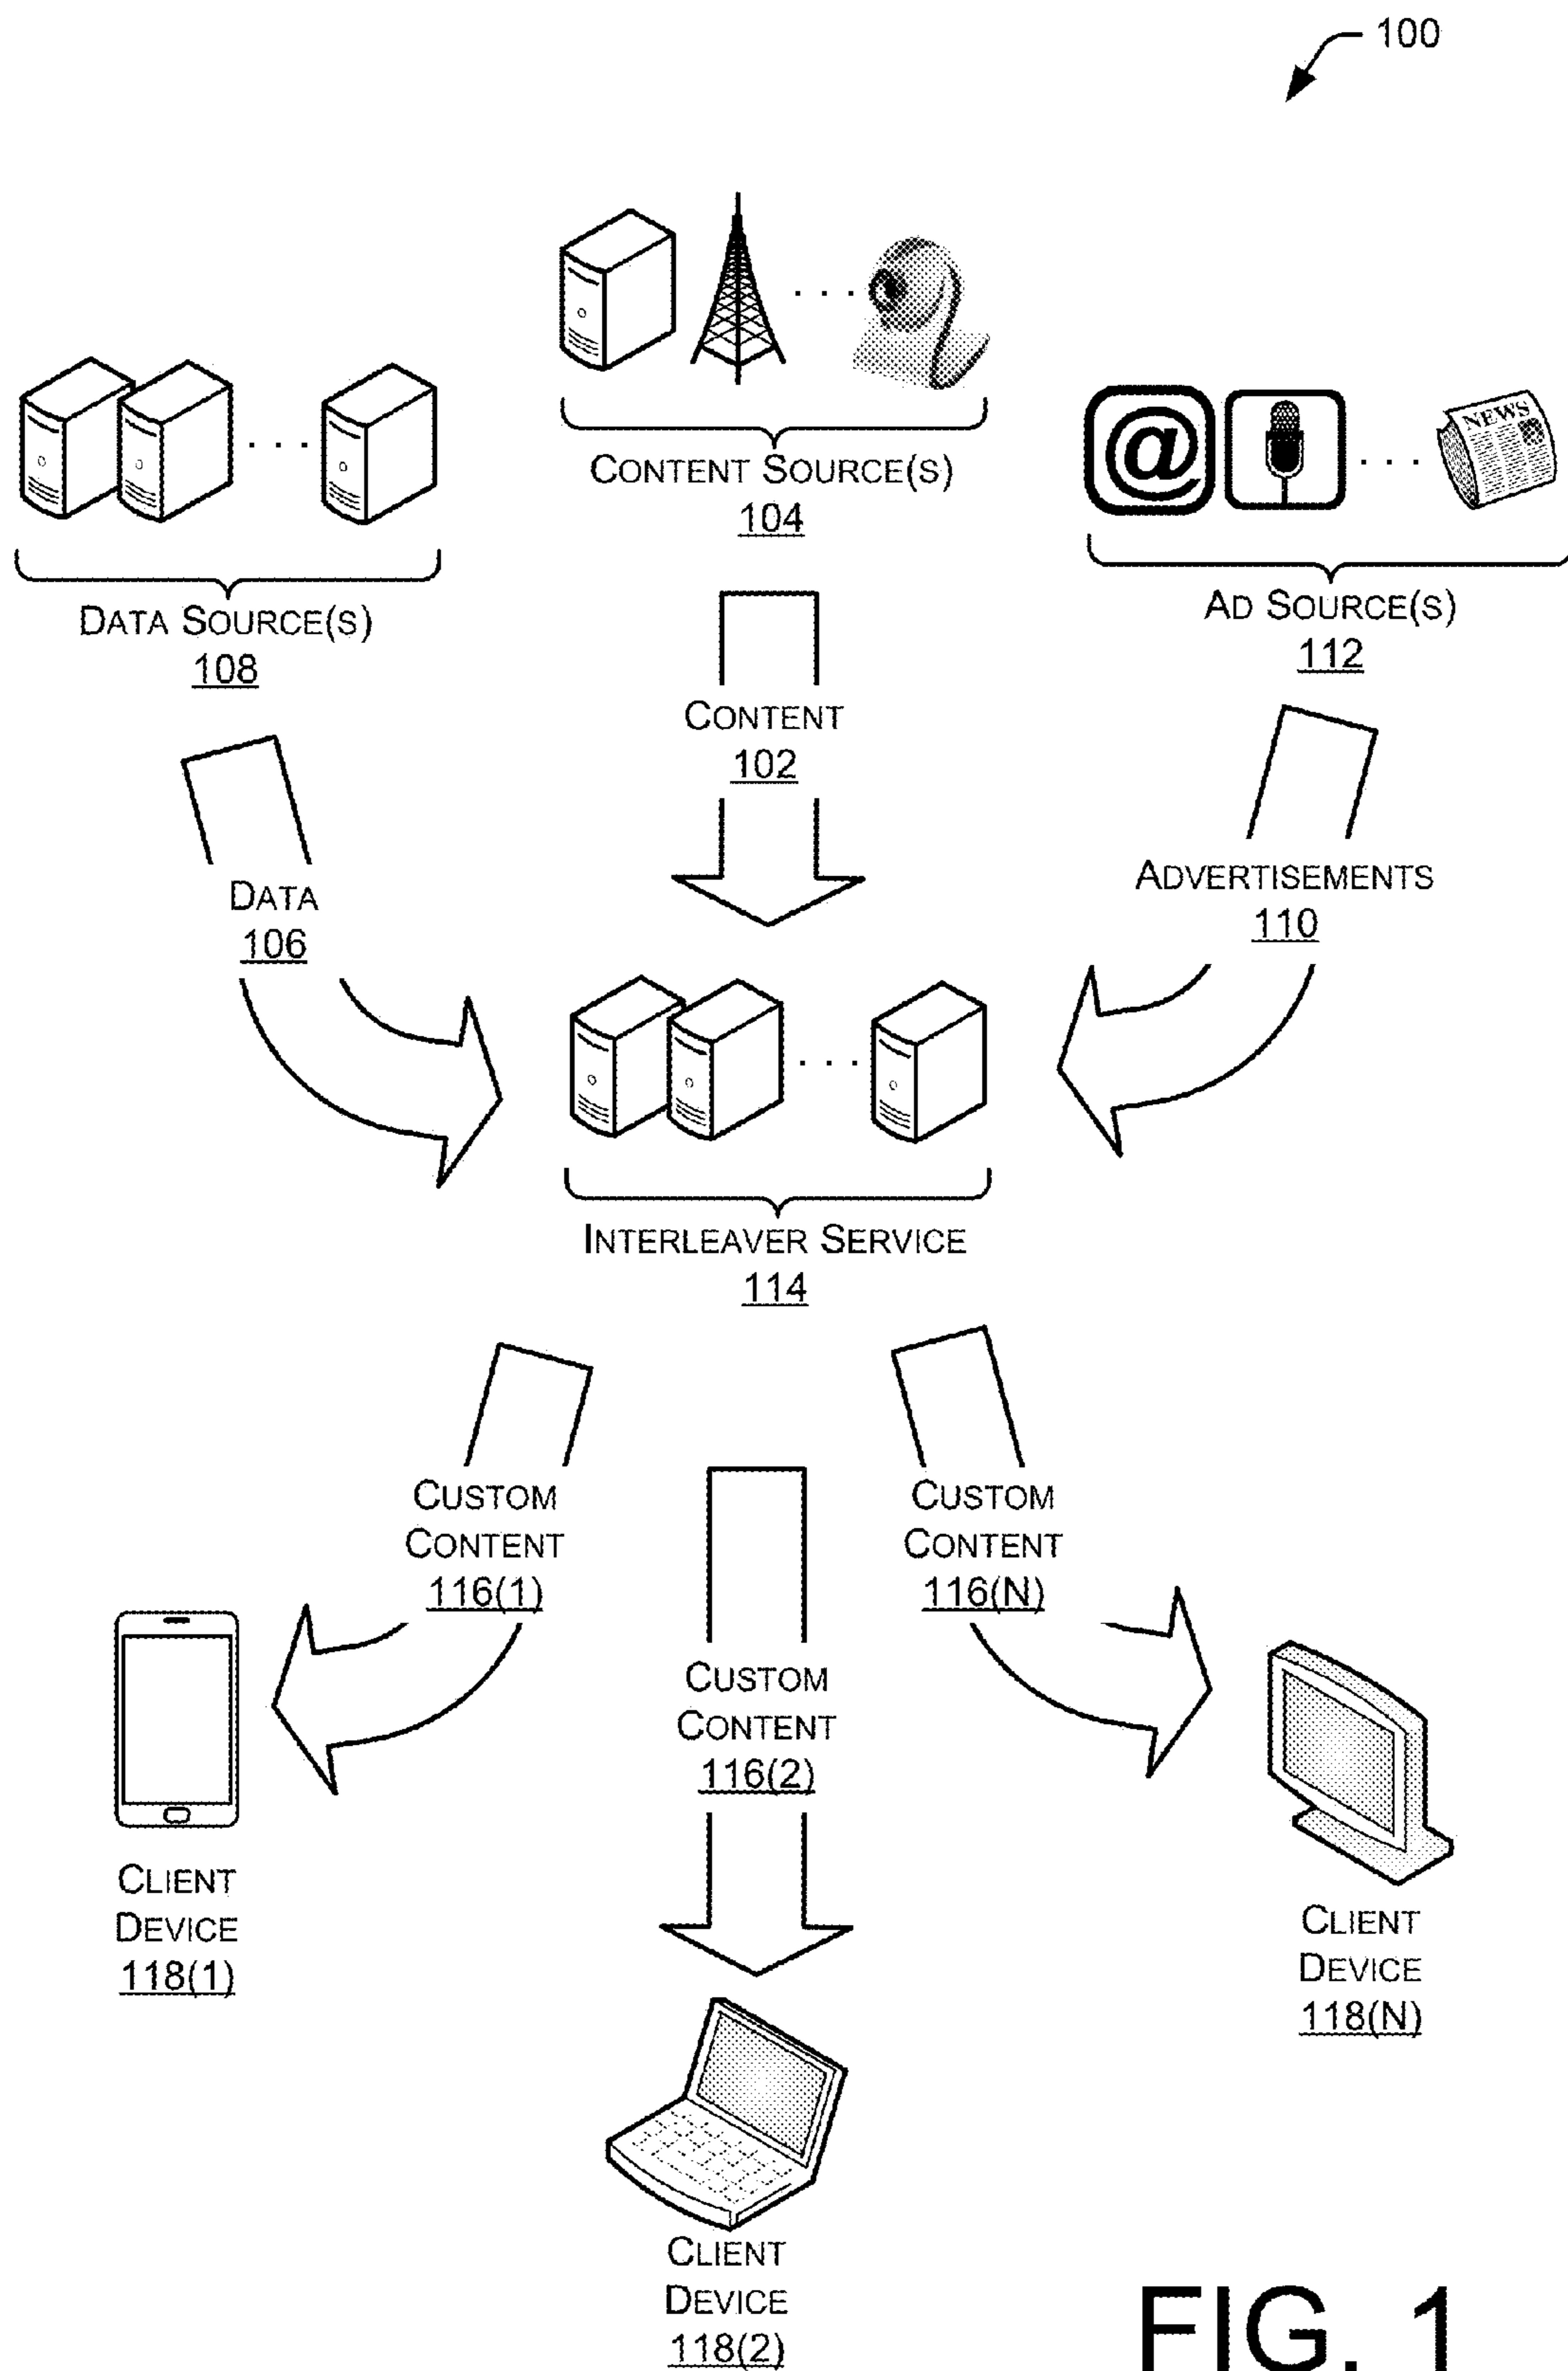 100
CONTENT SOURCE(S)
104
NEWS
DATA SOURCE(S)
108
AD SOURCE(S)
112
CONTENT
102
DATA
106
ADVERTISEMENTS
110
INTERLEAVER SERVICE
114
CUSTOM
CONTENT
116(1)
CUSTOM
CONTENT
116(2)
CUSTOM
CONTENT
116(N)
CLIENT
DEVICE
118(1)
CLIENT
DEVICE
118(N)
CLIENT
DEVICE
118(2)
FIG. 1